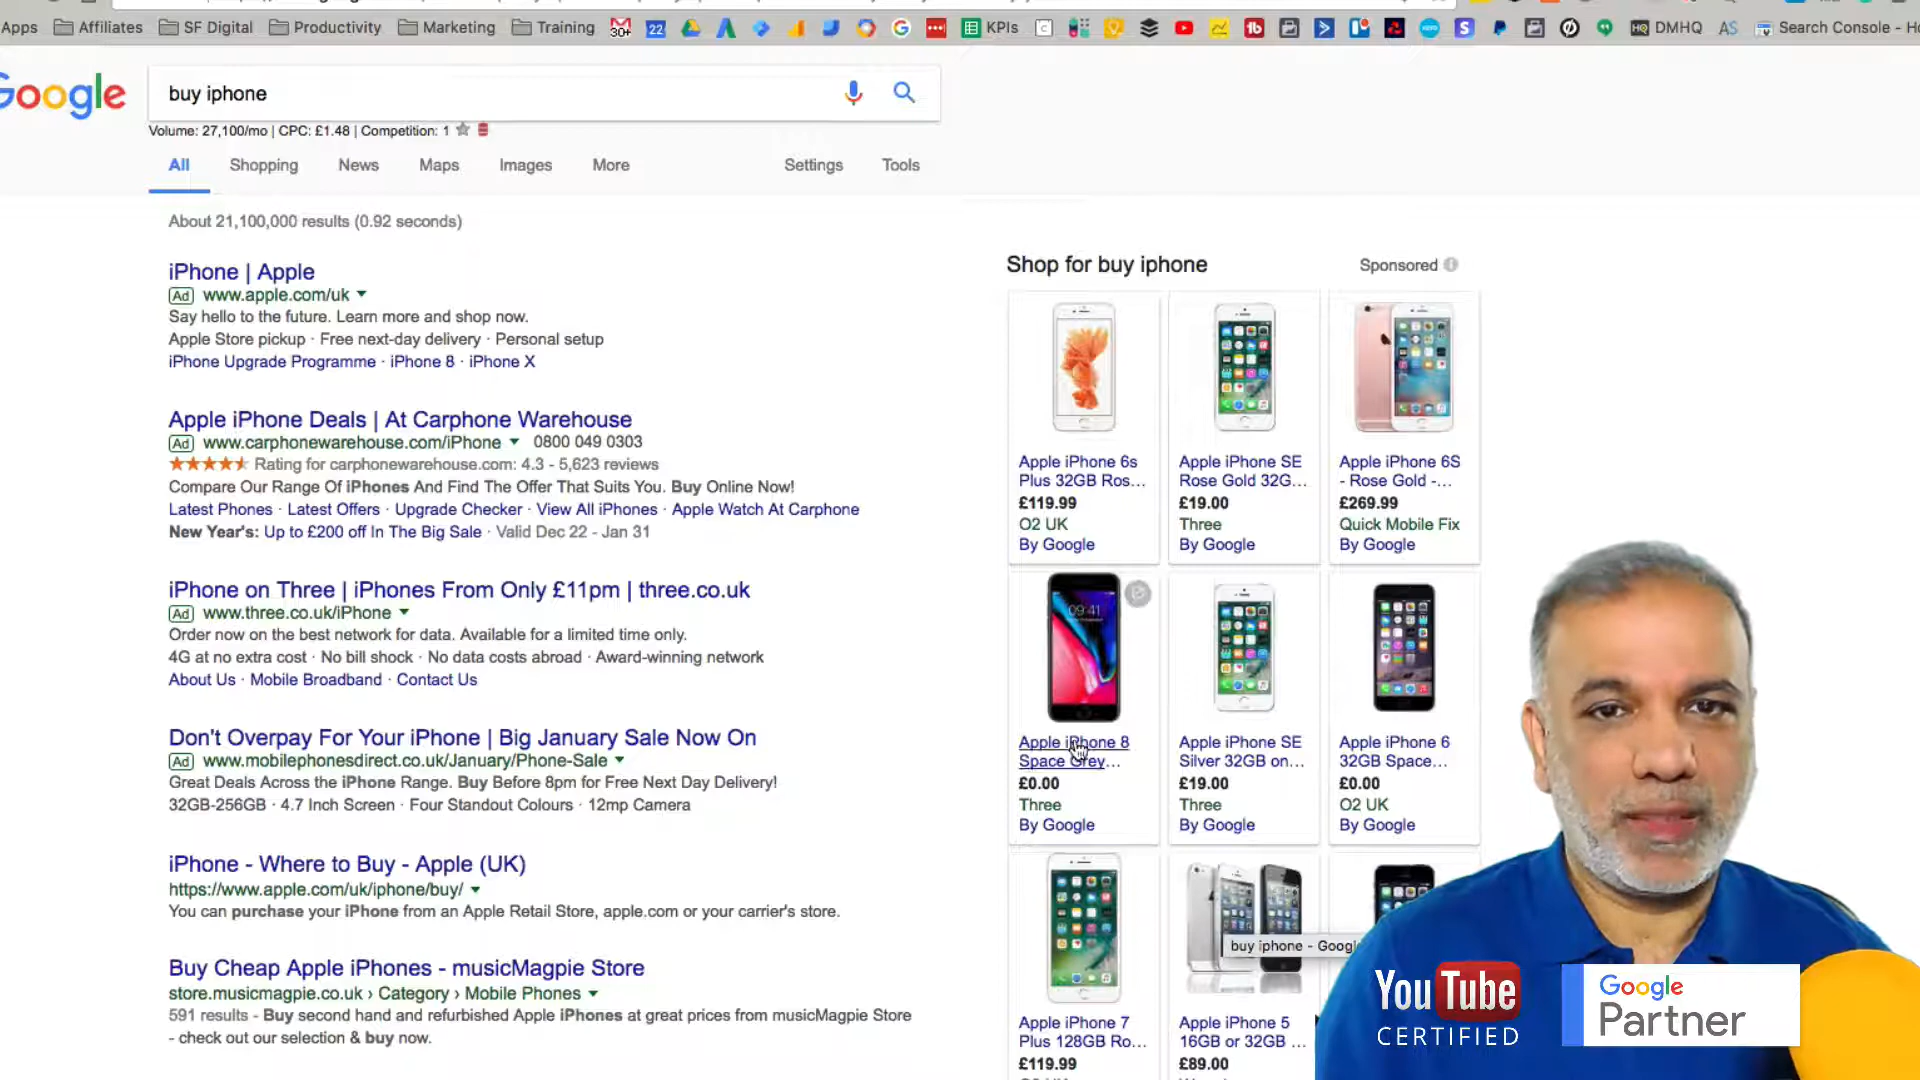 Apps
Affiliates
SF Digital
Productivity
Marketing
Training
30+
22
KPIs
DMHQ
Search Console - Ho
Google
buy iphone
Volume: 27,100/mo | CPC: £1.48 | Competition: 1
All
Shopping
News
Maps
Images
More
Settings
Tools
About 21,100,000 results (0.92 seconds)
iPhone | Apple
Ad www.apple.com/uk
Say hello to the future. Learn more and shop now.
Apple Store pickup · Free next-day delivery · Personal setup
iPhone Upgrade Programme · iPhone 8 · iPhone X
Apple iPhone Deals | At Carphone Warehouse
Ad www.carphonewarehouse.com/iPhone 0800 049 0303
Rating for carphonewarehouse.com: 4.3 - 5,623 reviews
Compare Our Range Of iPhones And Find The Offer That Suits You. Buy Online Now!
Latest Phones · Latest Offers · Upgrade Checker · View All iPhones · Apple Watch At Carphone
New Year's: Up to £200 off In The Big Sale · Valid Dec 22 - Jan 31
iPhone on Three | iPhones From Only £11pm | three.co.uk
Ad www.three.co.uk/iPhone
Order now on the best network for data. Available for a limited time only.
4G at no extra cost · No bill shock · No data costs abroad · Award-winning network
About Us · Mobile Broadband · Contact Us
Don't Overpay For Your iPhone | Big January Sale Now On
Ad www.mobilephonesdirect.co.uk/January/Phone-Sale
Great Deals Across the iPhone Range. Buy Before 8pm for Free Next Day Delivery!
32GB-256GB · 4.7 Inch Screen · Four Standout Colours · 12mp Camera
iPhone - Where to Buy - Apple (UK)
https://www.apple.com/uk/iphone/buy/
You can purchase your iPhone from an Apple Retail Store, apple.com or your carrier's store.
Buy Cheap Apple iPhones - musicMagpie Store
store.musicmagpie.co.uk › Category › Mobile Phones
591 results - Buy second hand and refurbished Apple iPhones at great prices from musicMagpie Store
- check out our selection & buy now.
Shop for buy iphone
Sponsored
Apple iPhone 6s
Plus 32GB Ros...
£119.99
O2 UK
By Google
Apple iPhone SE
Rose Gold 32G...
£19.00
Three
By Google
Apple iPhone 6S
- Rose Gold -...
£269.99
Quick Mobile Fix
By Google
09:41
Apple iPhone 8
Space Grey...
£0.00
Three
By Google
Apple iPhone SE
Silver 32GB on...
£19.00
Three
By Google
Apple iPhone 6
32GB Space...
£0.00
O2 UK
By Google
Apple iPhone 7
Plus 128GB Ro...
£119.99
Apple iPhone 5
16GB or 32GB ...
£89.00
buy iphone - Google
YouTube
CERTIFIED
Google
Partner